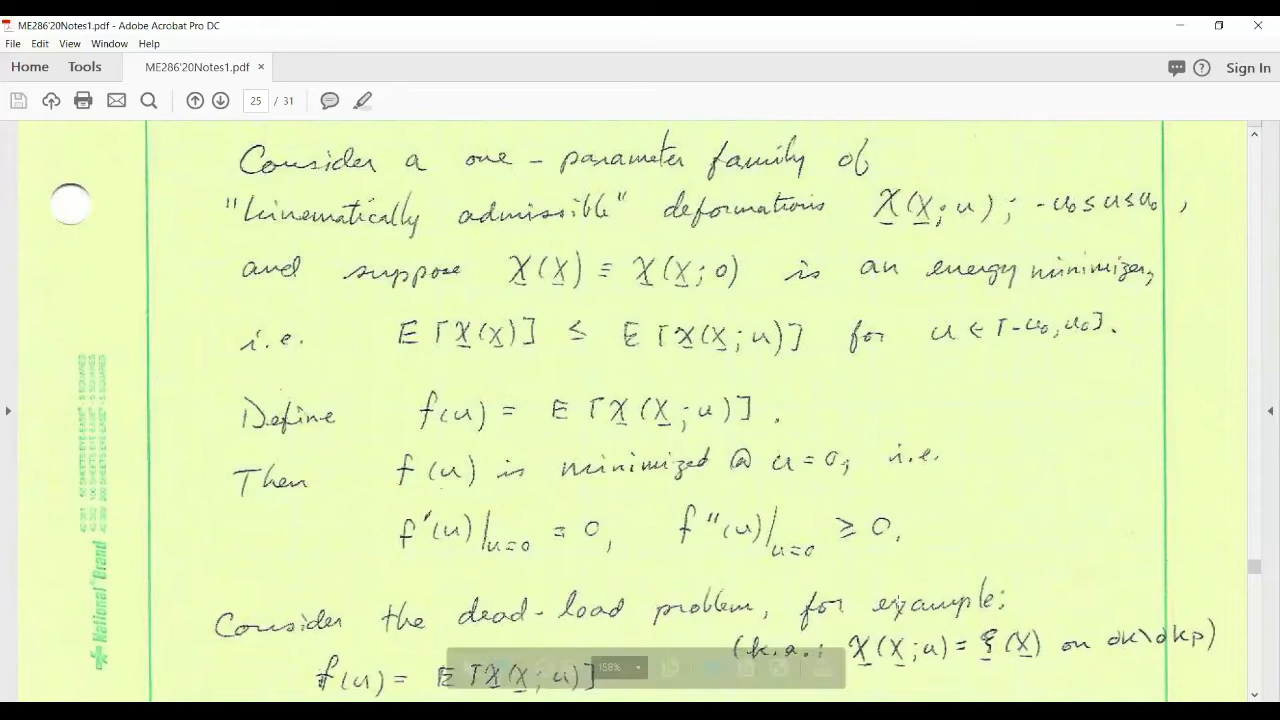 ME286'20Notes1.pdf - Adobe Acrobat Pro DC
File Edit View Window Help
Home Tools ME286'20Notes1.pdf × Sign In
25 / 31
Consider a one-parameter family of
"kinematically admissible" deformations χ(X;u); -u₀≤u≤u₀,
and suppose χ(X) ≡ χ(X;0) is an energy minimizer,
i.e. E[χ(X)] ≤ E[χ(X;u)] for u∈[-u₀,u₀].
Define f(u) = E[χ(X;u)].
Then f(u) is minimized @ u=0, i.e.
f'(u)|u=0 = 0, f"(u)|u=0 ≥ 0.
Consider the dead-load problem, for example:
(k.a.: χ(X;u) = ξ(X) on ∂κ\∂κp)
f(u) = E[χ(X;u)]
158%
National Brand